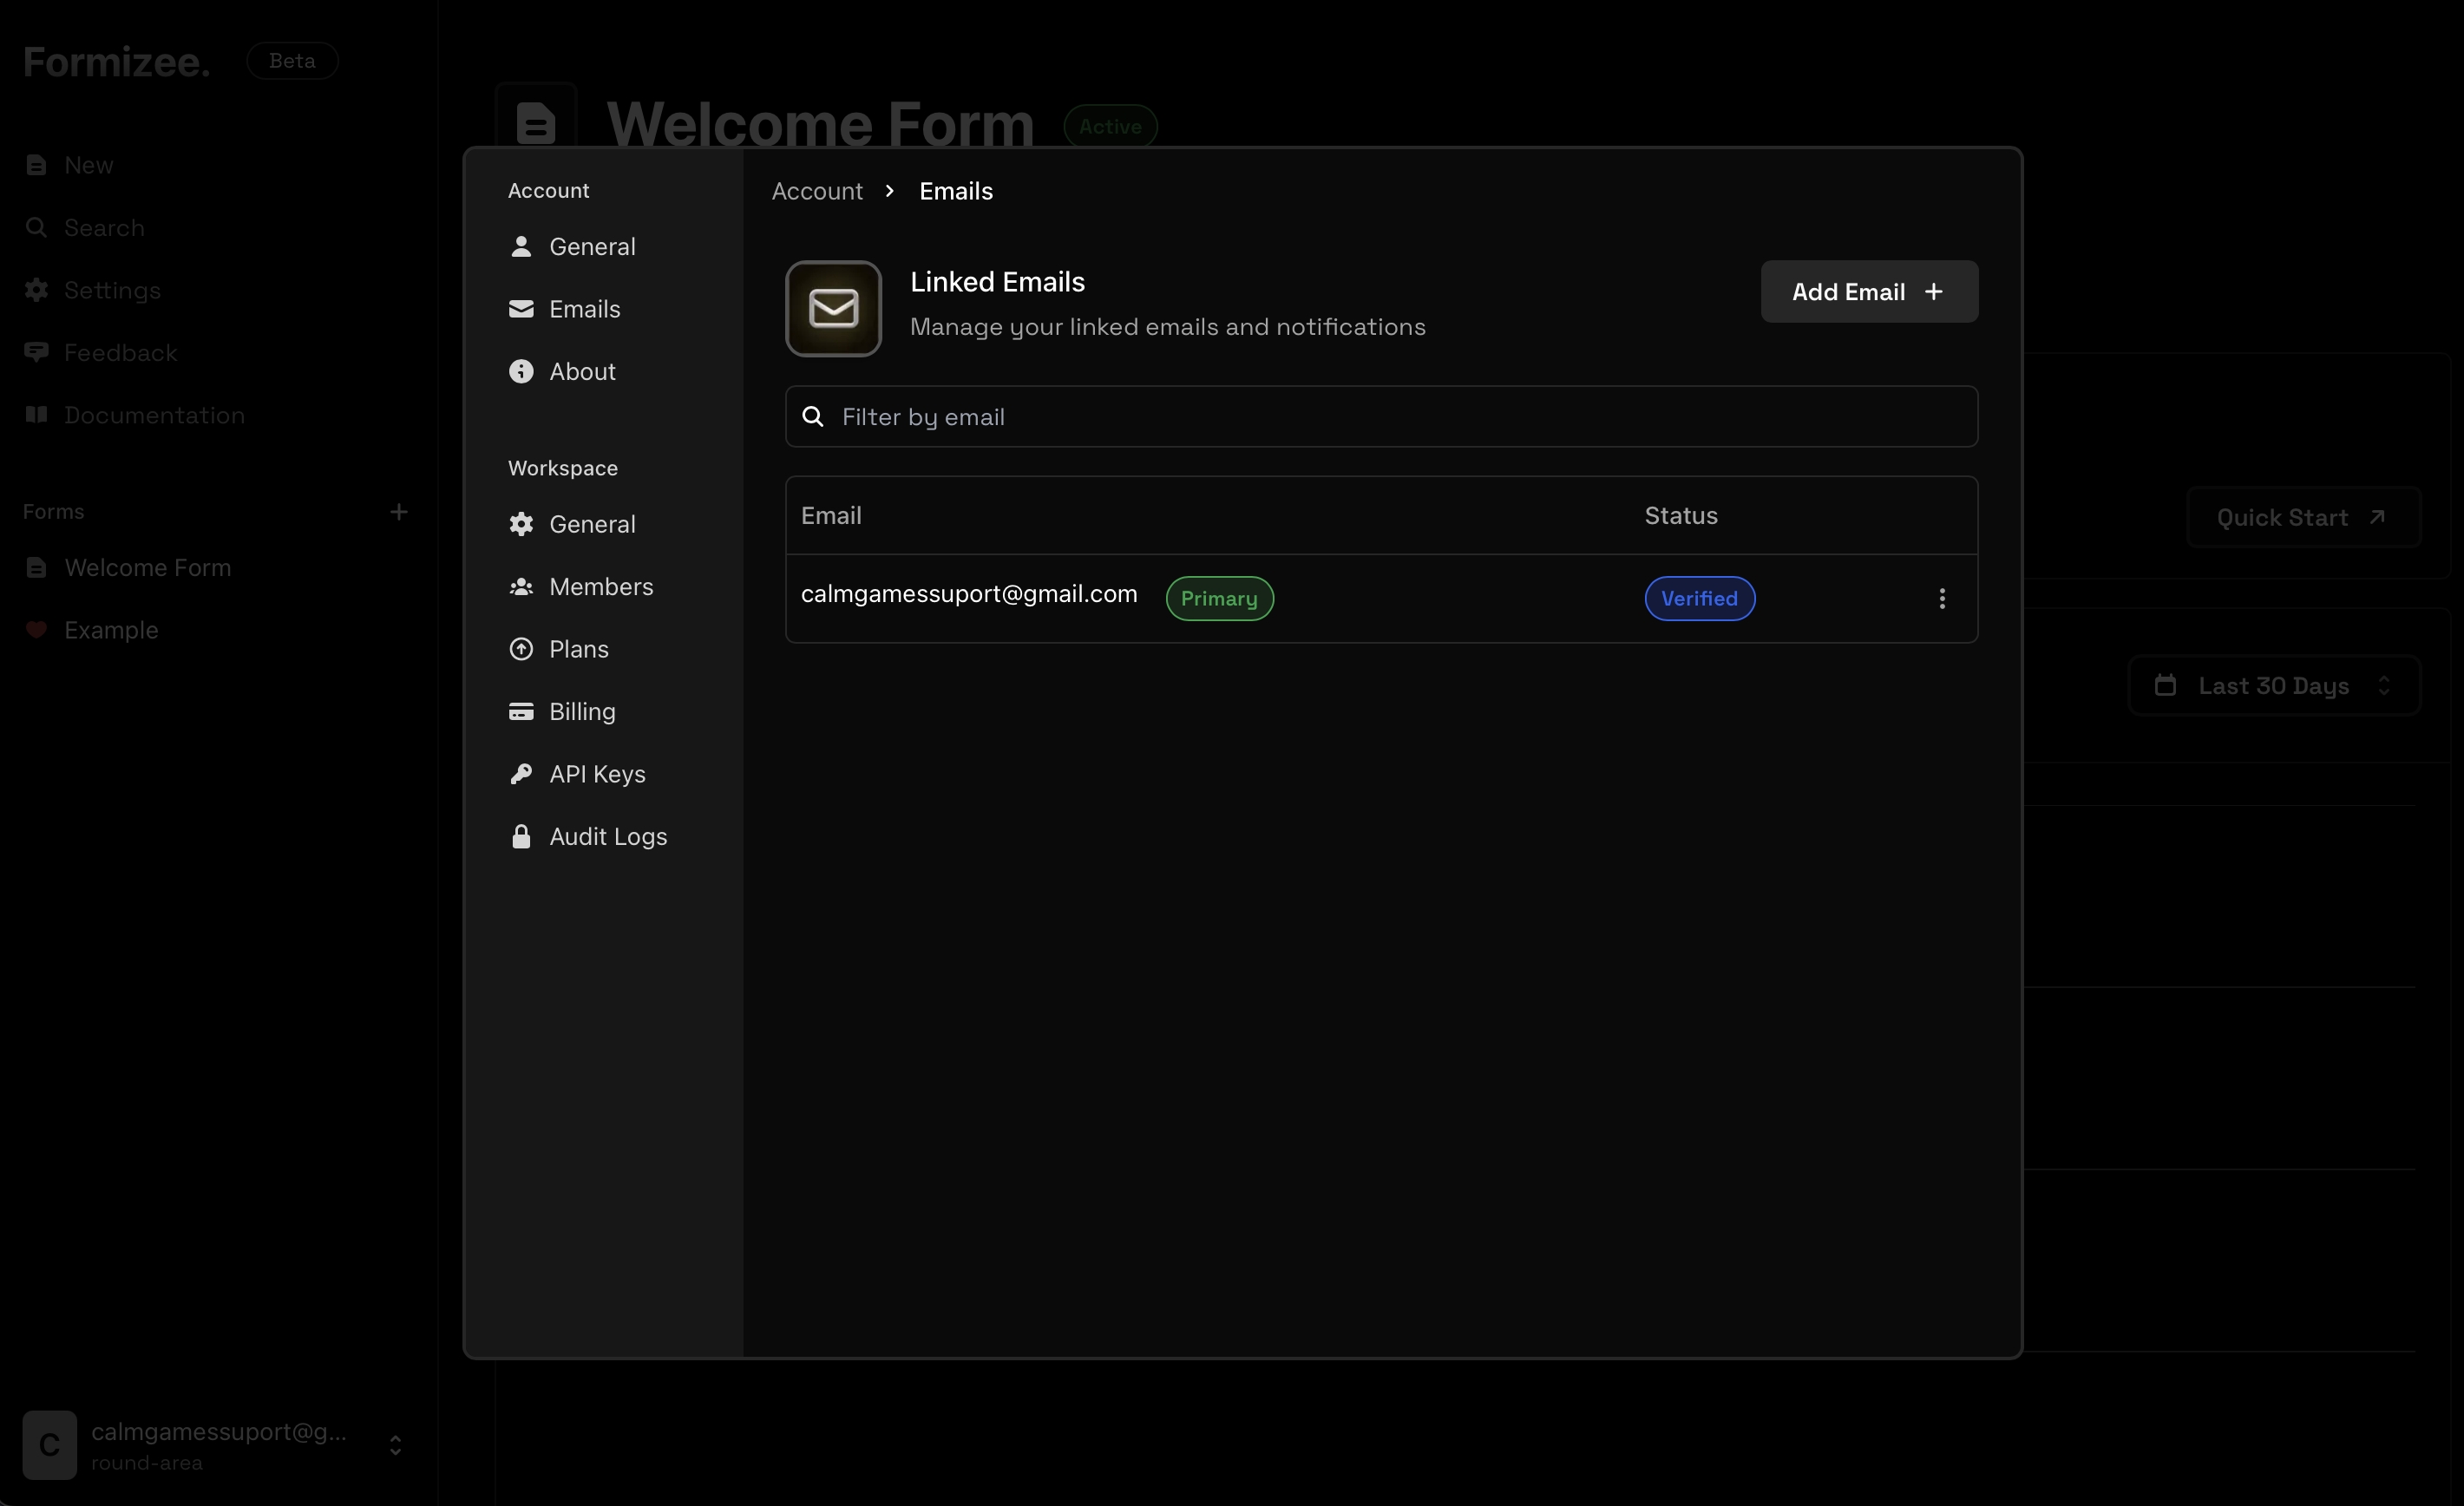 Formizee.
Beta
New
Search
Settings
Feedback
Documentation
Forms
Welcome Form
Example
C
calmgamessuport@g...
round-area
Welcome Form
Active
Quick Start
Last 30 Days
Account
General
Emails
About
Workspace
General
Members
Plans
Billing
API Keys
Audit Logs
Account > Emails
Linked Emails
Manage your linked emails and notifications
Add Email +
Filter by email
Email Status
calmgamessuport@gmail.com Primary Verified